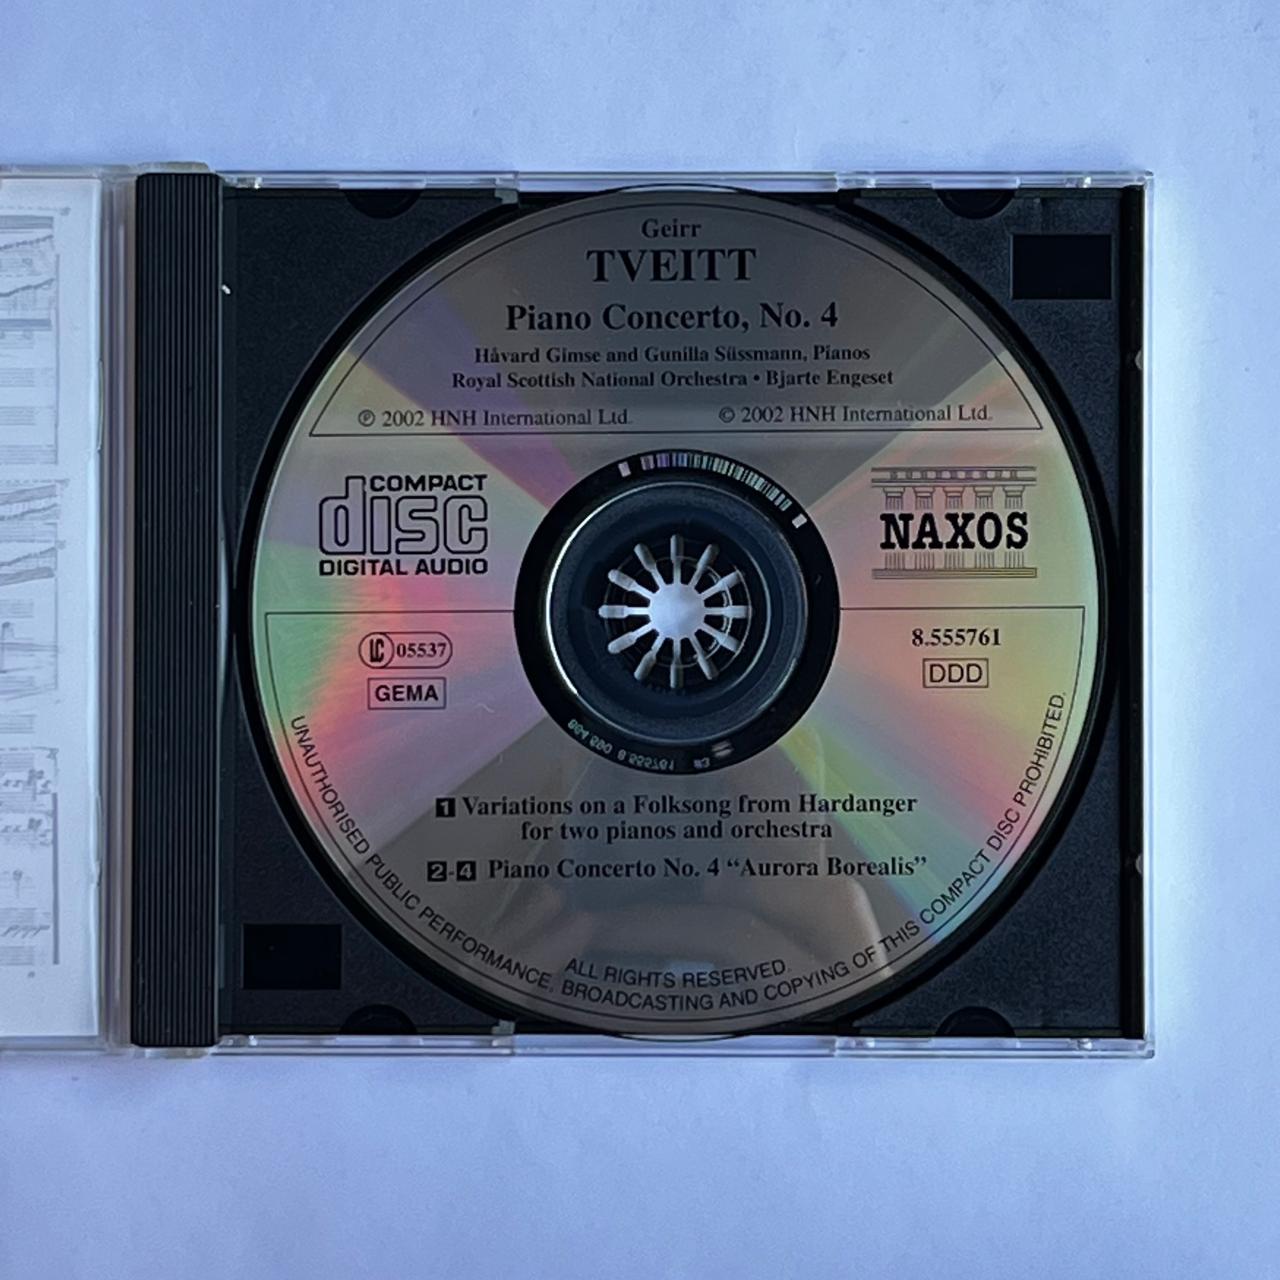 Geirr
TVEITT
Piano Concerto, No. 4
Håvard Gimse and Gunilla Süssmann, Pianos
Royal Scottish National Orchestra • Bjarte Engeset
℗ 2002 HNH International Ltd.
© 2002 HNH International Ltd.
COMPACT
disc
DIGITAL AUDIO
NAXOS
LC 05537
GEMA
8.555761
DDD
1 Variations on a Folksong from Hardanger
for two pianos and orchestra
2-4 Piano Concerto No. 4 “Aurora Borealis”
ALL RIGHTS RESERVED.
UNAUTHORISED PUBLIC PERFORMANCE, BROADCASTING AND COPYING OF THIS COMPACT DISC PROHIBITED.